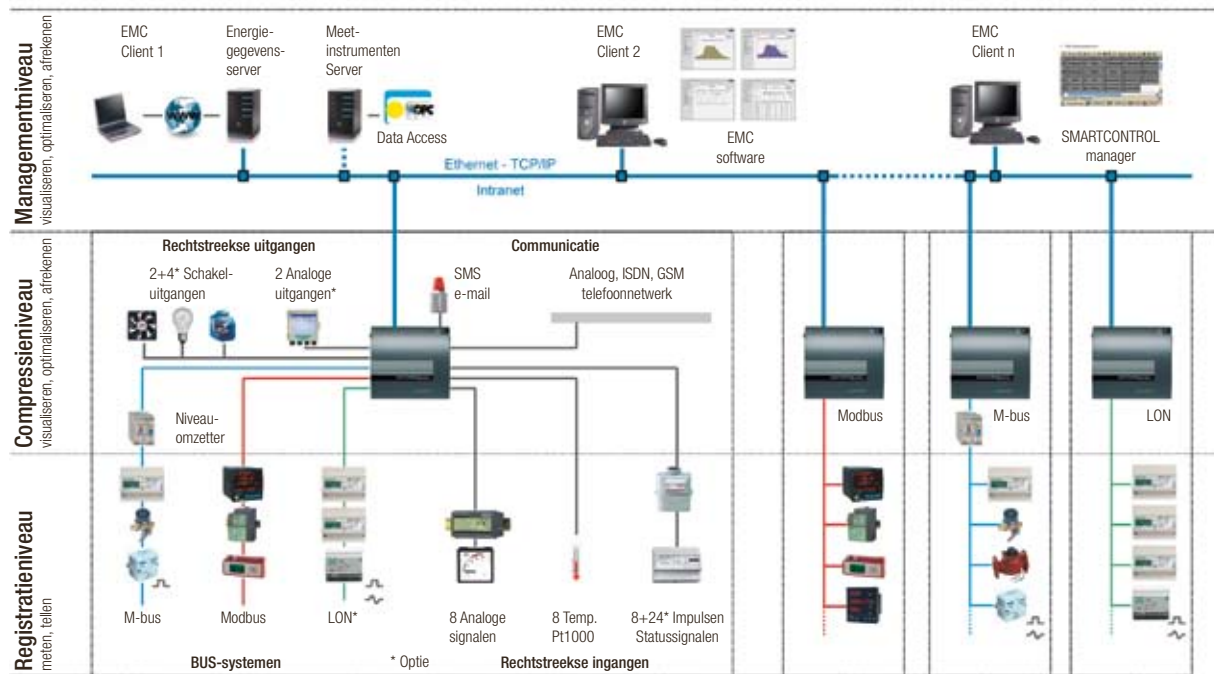 Managementniveau
visualiseren, optimaliseren, afrekenen
EMC
Client 1
Energie-
gegevens-
server
Meet-
instrumenten
Server
Data Access
EMC
Client 2
EMC
software
EMC
Client n
SMARTCONTROL
manager
Ethernet - TCP/IP
Intranet
Compressieniveau
visualiseren, optimaliseren, afrekenen
Rechtstreekse uitgangen
Communicatie
2+4* Schakel-
uitgangen
2 Analoge
uitgangen*
SMS
e-mail
Analoog, ISDN, GSM
telefoonnetwerk
Niveau-
omzetter
Modbus
M-bus
LON
Registratieniveau
meten, tellen
M-bus
Modbus
LON*
8 Analoge
signalen
8 Temp.
Pt1000
8+24* Impulsen
Statussignalen
BUS-systemen
* Optie
Rechtstreekse ingangen